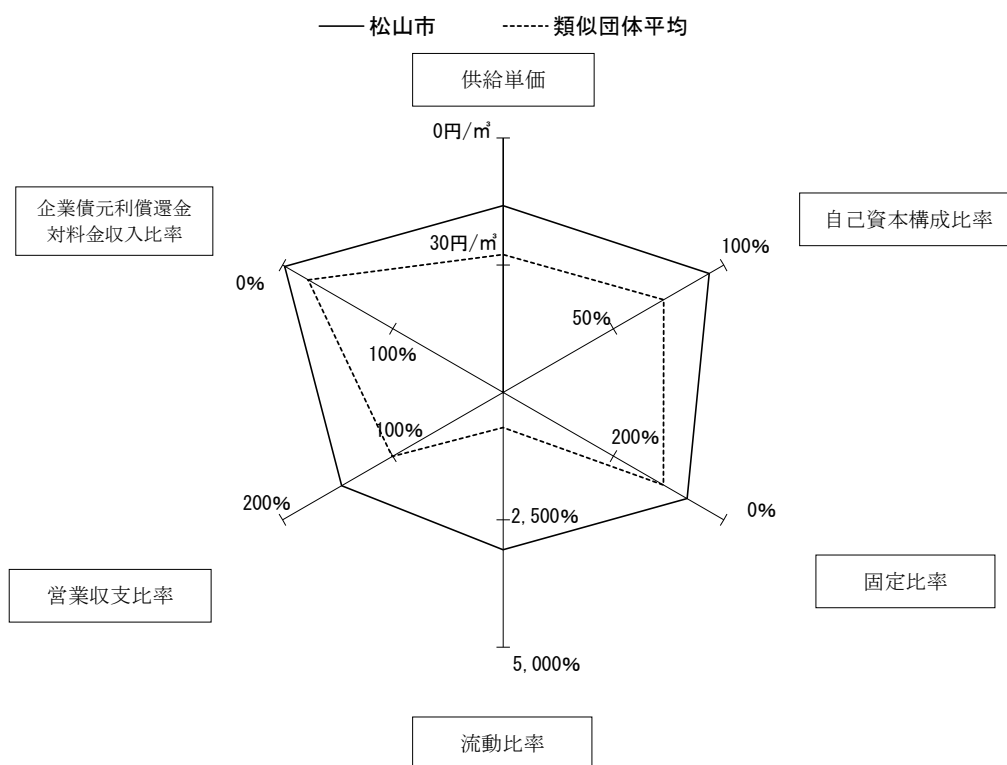 松山市 類似団体平均
供給単価
0円/㎥
企業債元利償還金
対料金収入比率
自己資本構成比率
30円/㎥
100%
0%
50%
100%
100%
200%
200%
2,500%
0%
営業収支比率
固定比率
5,000%
流動比率